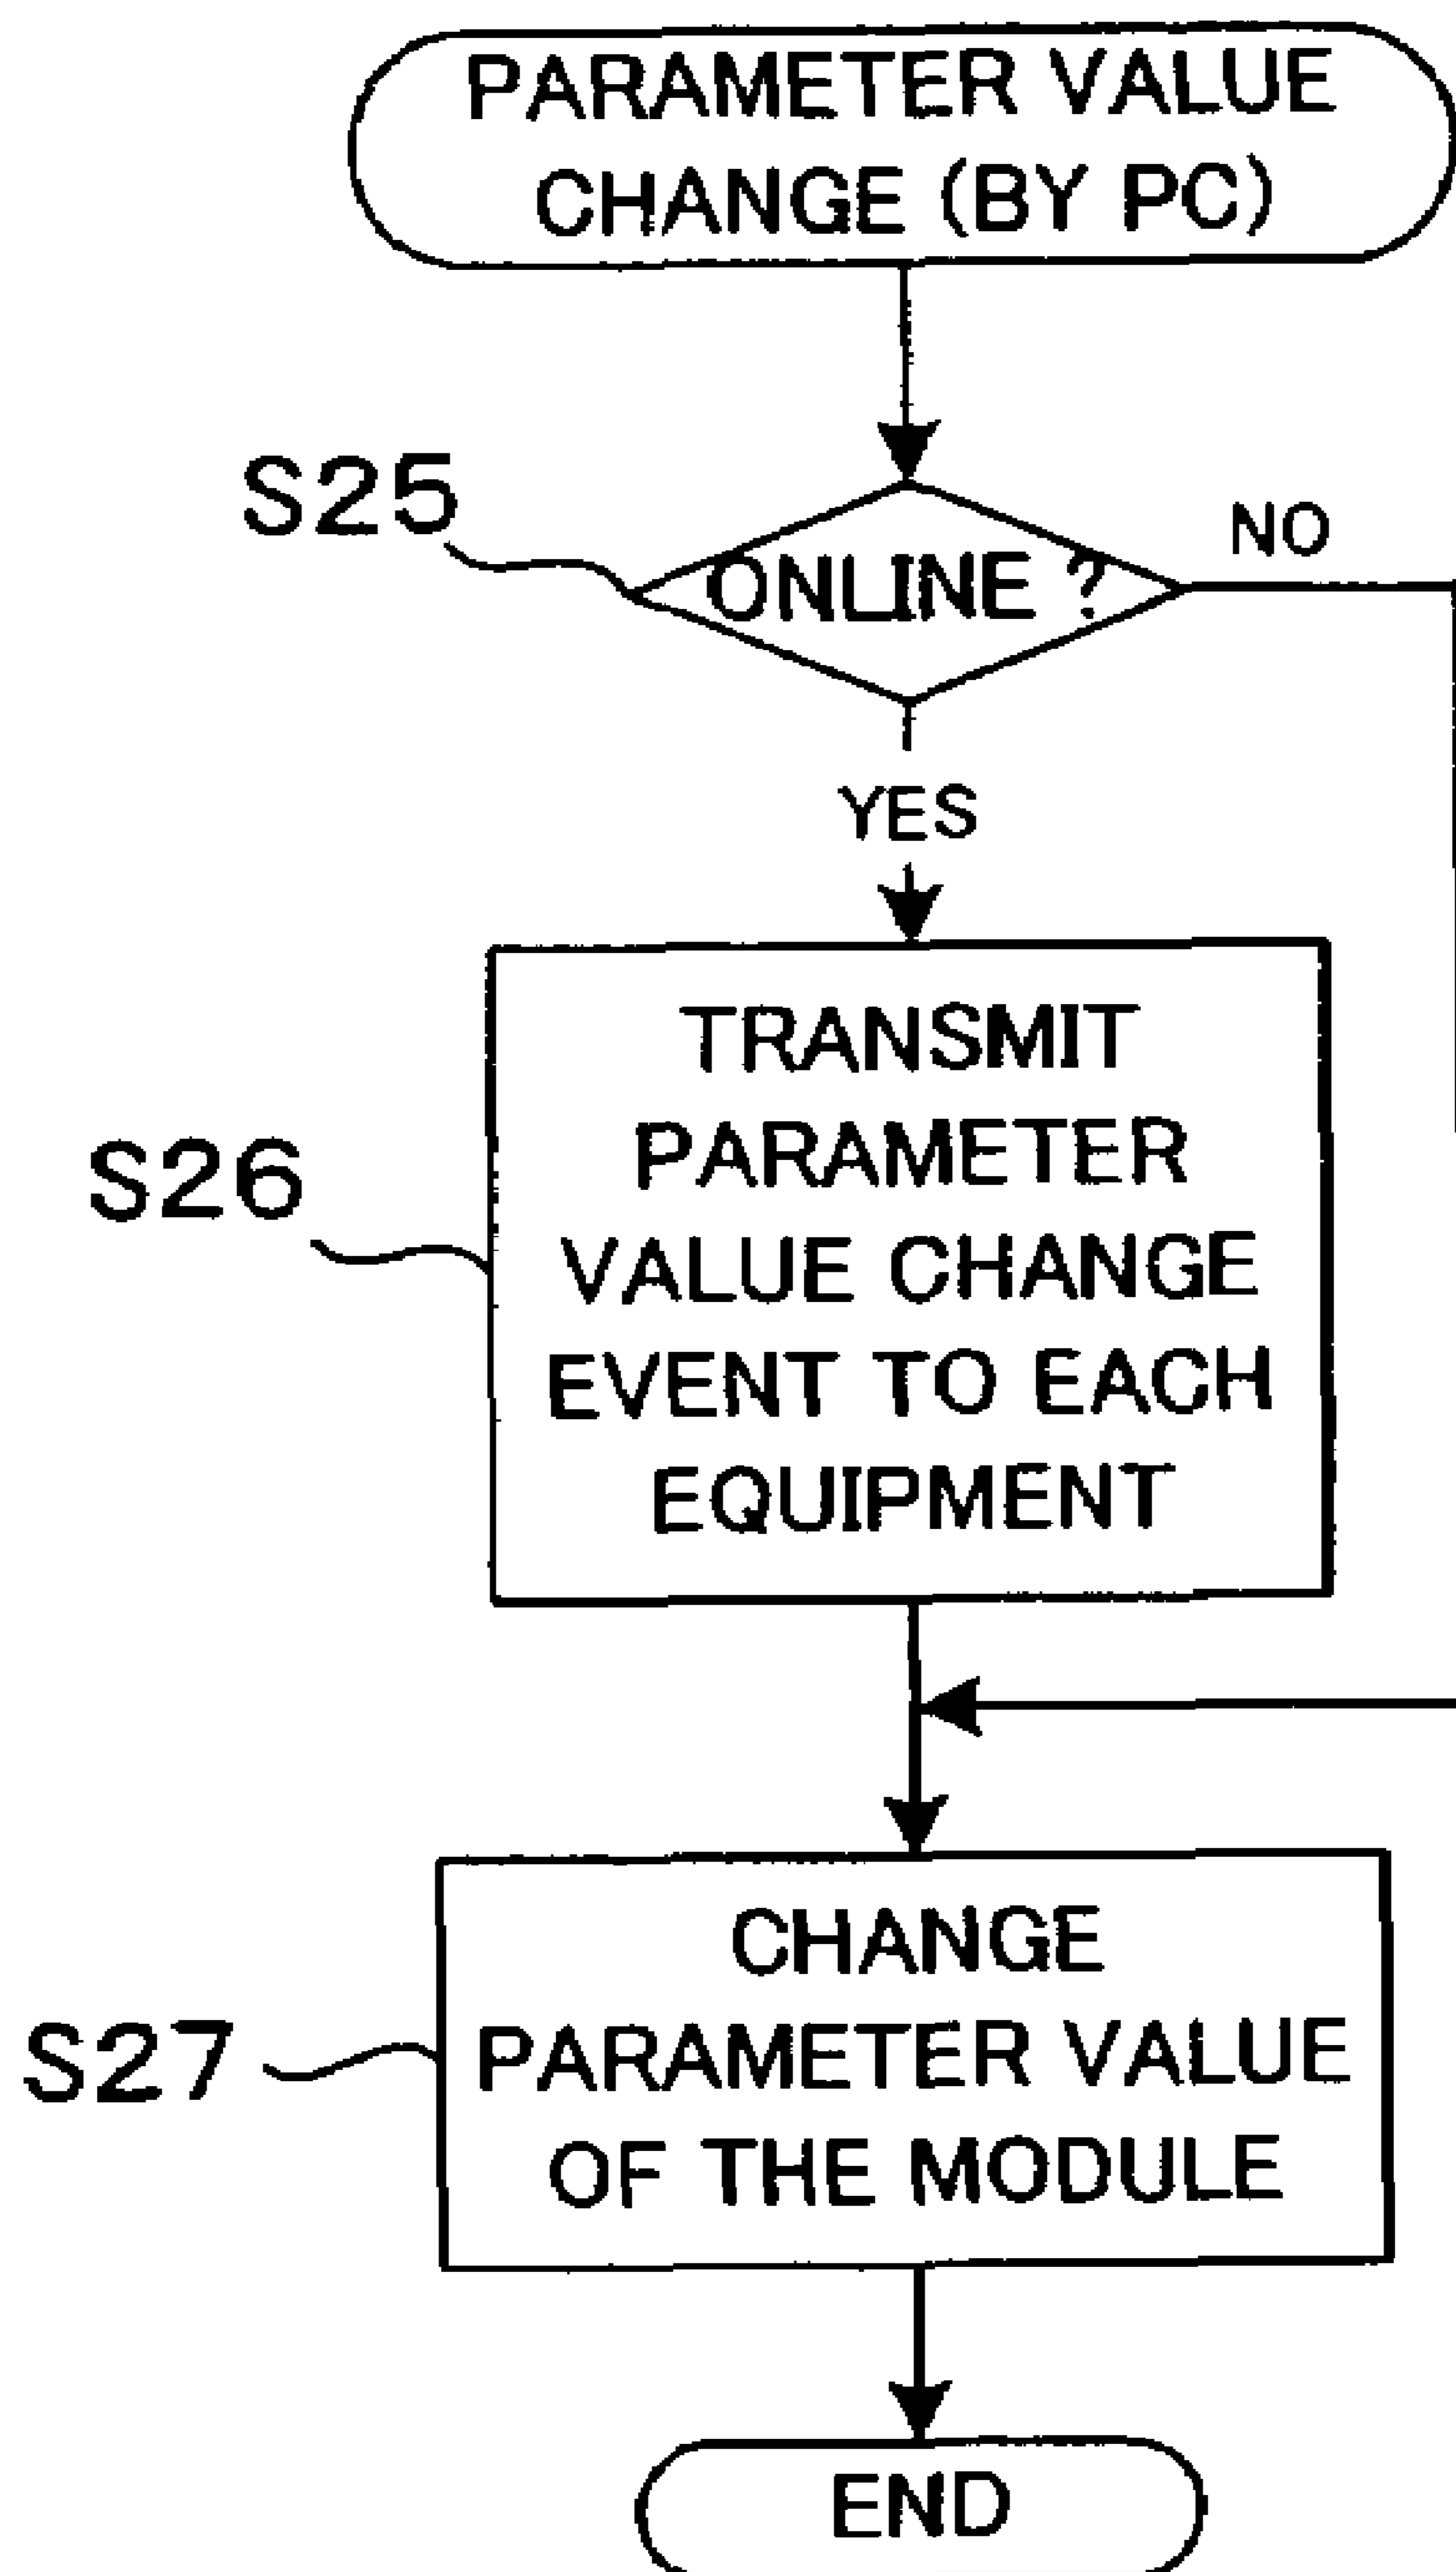 PARAMETER VALUE
CHANGE (BY PC)
S25
ONLINE ?
NO
YES
S26
TRANSMIT
PARAMETER
VALUE CHANGE
EVENT TO EACH
EQUIPMENT
S27
CHANGE
PARAMETER VALUE
OF THE MODULE
END